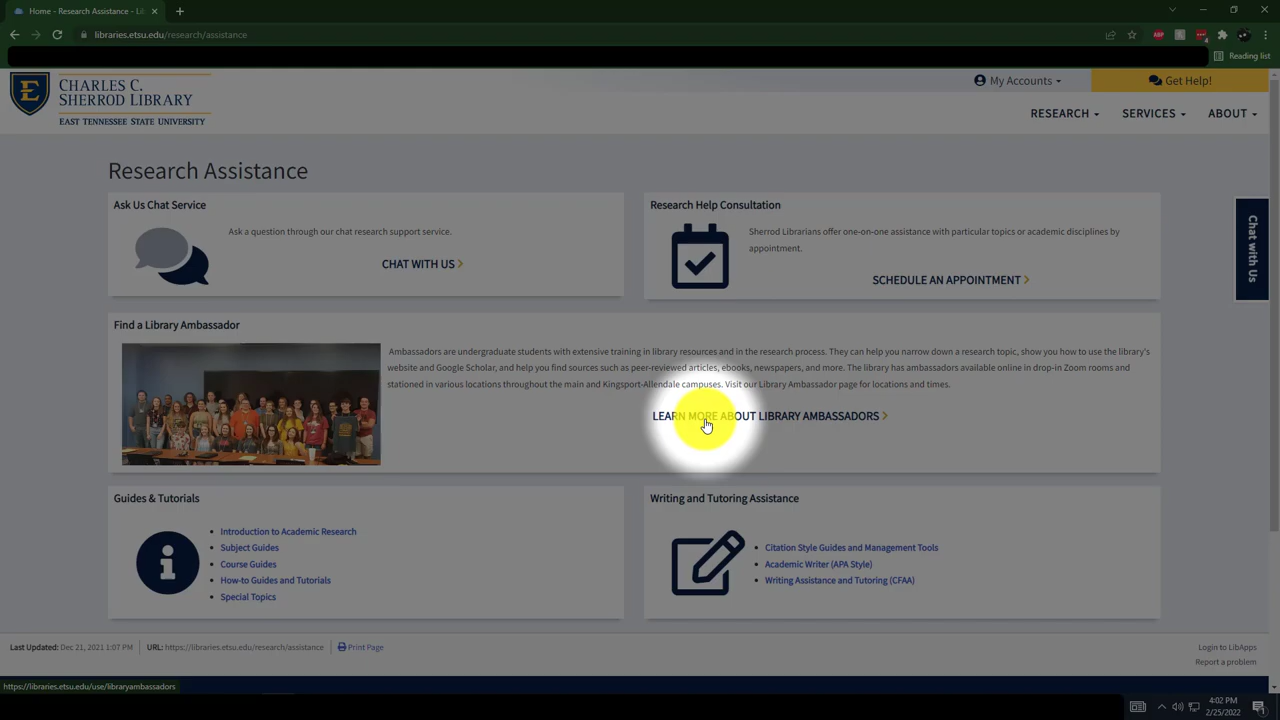 Home - Research Assistance - Li
libraries.etsu.edu/research/assistance
ABP
Reading list
E
CHARLES C.
SHERROD LIBRARY
EAST TENNESSEE STATE UNIVERSITY
My Accounts
Get Help!
RESEARCH
SERVICES
ABOUT
Research Assistance
Ask Us Chat Service
Ask a question through our chat research support service.
CHAT WITH US
Research Help Consultation
Sherrod Librarians offer one-on-one assistance with particular topics or academic disciplines by
appointment.
SCHEDULE AN APPOINTMENT
Chat with Us
Find a Library Ambassador
Ambassadors are undergraduate students with extensive training in library resources and in the research process. They can help you narrow down a research topic, show you how to use the library's
website and Google Scholar, and help you find sources such as peer-reviewed articles, ebooks, newspapers, and more. The library has ambassadors available online in drop-in Zoom rooms and
stationed in various locations throughout the main and Kingsport-Allendale campuses. Visit our Library Ambassador page for locations and times.
LEARN MORE ABOUT LIBRARY AMBASSADORS
Guides & Tutorials
Introduction to Academic Research
Subject Guides
Course Guides
How-to Guides and Tutorials
Special Topics
Writing and Tutoring Assistance
Citation Style Guides and Management Tools
Academic Writer (APA Style)
Writing Assistance and Tutoring (CFAA)
Last Updated: Dec 21, 2021 1:07 PM
URL: https://libraries.etsu.edu/research/assistance
Print Page
Login to LibApps
Report a problem
https://libraries.etsu.edu/use/libraryambassadors
4:02 PM
2/25/2022